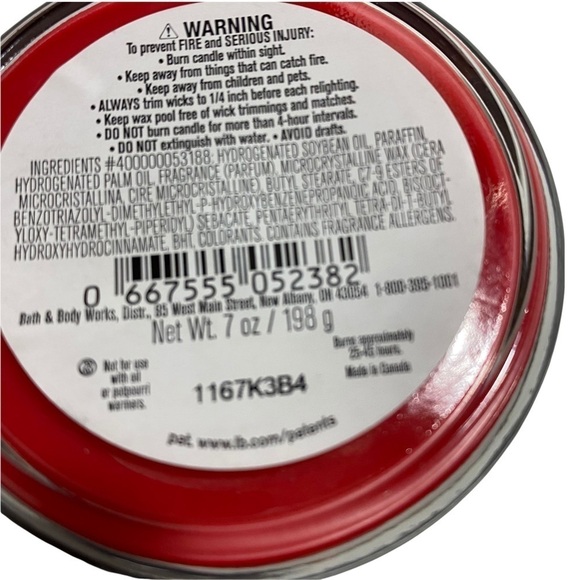 ⚠ WARNING
To prevent FIRE and SERIOUS INJURY:
• Burn candle within sight.
• Keep away from things that can catch fire.
• Keep away from children and pets.
• ALWAYS trim wicks to 1/4 inch before each relighting.
• Keep wax pool free of wick trimmings and matches.
• DO NOT burn candle for more than 4-hour intervals.
• DO NOT extinguish with water. • AVOID drafts.
INGREDIENTS #400000053188: HYDROGENATED SOYBEAN OIL, PARAFFIN,
HYDROGENATED PALM OIL, FRAGRANCE (PARFUM), MICROCRYSTALLINE WAX (CERA
MICROCRISTALLINA, CIRE MICROCRISTALLINE), BUTYL STEARATE, C7-9 ESTERS OF
BENZOTRIAZOLYL-DIMETHYLETHYL-P-HYDROXYBENZENEPROPANOIC ACID, BISOCT-
YLOXY-TETRAMETHYL-PIPERIDYL) SEBACATE, PENTAERYTHRITYL TETRA-DI-T-BUTYL
HYDROXYHYDROCINNAMATE, BHT, COLORANTS. CONTAINS FRAGRANCE ALLERGENS.
0 667555 052382
Bath & Body Works, Distr., 95 West Main Street, New Albany, OH 43054 1-800-395-1001
Net Wt. 7 oz / 198 g
Burns approximately
25-45 hours.
Made in Canada
Not for use
with oil
or potpourri
warmers.
1167K3B4
pat. www.lb.com/patents